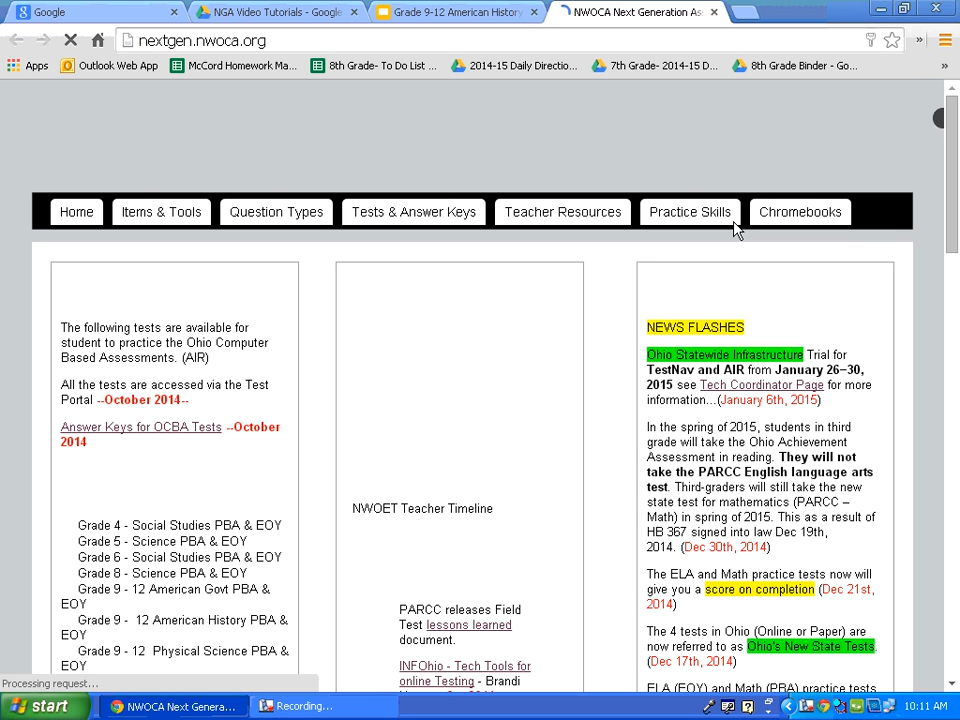 Google
NGA Video Tutorials - Google
Grade 9-12 American History
NWOCA Next Generation As
nextgen.nwoca.org
Apps
Outlook Web App
McCord Homework Ma...
8th Grade- To Do List ...
2014-15 Daily Directio...
7th Grade- 2014-15 D...
8th Grade Binder - Go...
Home
Items & Tools
Question Types
Tests & Answer Keys
Teacher Resources
Practice Skills
Chromebooks
The following tests are available for
student to practice the Ohio Computer
Based Assessments. (AIR)
All the tests are accessed via the Test
Portal --October 2014--
Answer Keys for OCBA Tests --October
2014
Grade 4 - Social Studies PBA & EOY
Grade 5 - Science PBA & EOY
Grade 6 - Social Studies PBA & EOY
Grade 8 - Science PBA & EOY
Grade 9 - 12 American Govt PBA &
EOY
Grade 9 - 12 American History PBA &
EOY
Grade 9 - 12 Physical Science PBA &
EOY
NWOET Teacher Timeline
PARCC releases Field
Test lessons learned
document.
INFOhio - Tech Tools for
online Testing - Brandi
NEWS FLASHES
Ohio Statewide Infrastructure Trial for
TestNav and AIR from January 26–30,
2015 see Tech Coordinator Page for more
information...(January 6th, 2015)
In the spring of 2015, students in third
grade will take the Ohio Achievement
Assessment in reading. They will not
take the PARCC English language arts
test. Third-graders will still take the new
state test for mathematics (PARCC –
Math) in spring of 2015. This as a result of
HB 367 signed into law Dec 19th,
2014. (Dec 30th, 2014)
The ELA and Math practice tests now will
give you a score on completion (Dec 21st,
2014)
The 4 tests in Ohio (Online or Paper) are
now referred to as Ohio's New State Tests.
(Dec 17th, 2014)
ELA (EOY) and Math (PBA) practice tests
Processing request...
start
NWOCA Next Genera...
Recording...
10:11 AM